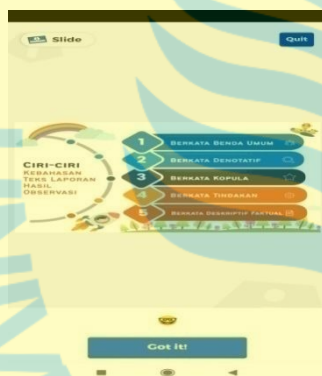 Slide
Quit
CIRI-CIRI
KEBAHASAN
TEKS LAPORAN
HASIL
OBSERVASI
1 BERKATA BENDA UMUM
2 BERKATA DENOTATIF
3 BERKATA KOPULA
4 BERKATA TINDAKAN
5 BERKATA DESKRIPTIF FAKTUAL
Got it!